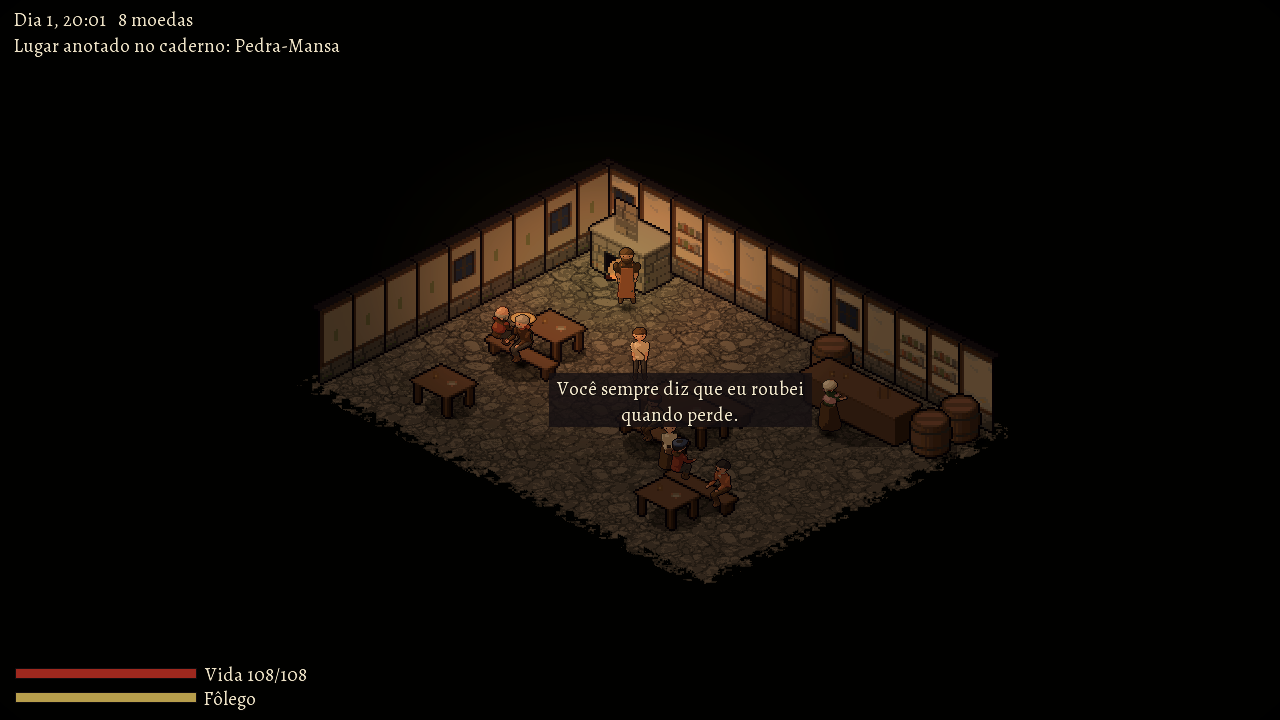 Dia 1, 20:01 8 moedas
Lugar anotado no caderno: Pedra-Mansa
Você sempre diz que eu roubei
quando perde.
Vida 108/108
Fôlego